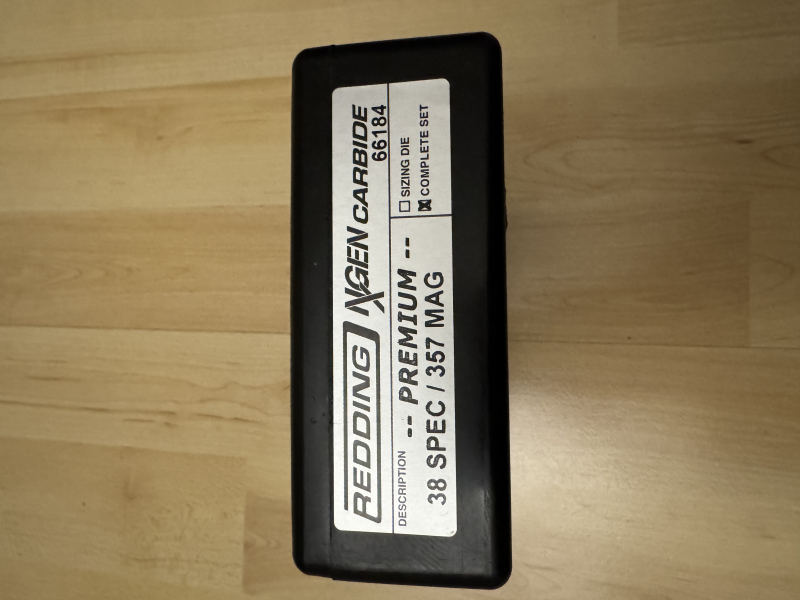 REDDING NXGEN CARBIDE
66184
DESCRIPTION
-- PREMIUM --
38 SPEC / 357 MAG
SIZING DIE
COMPLETE SET